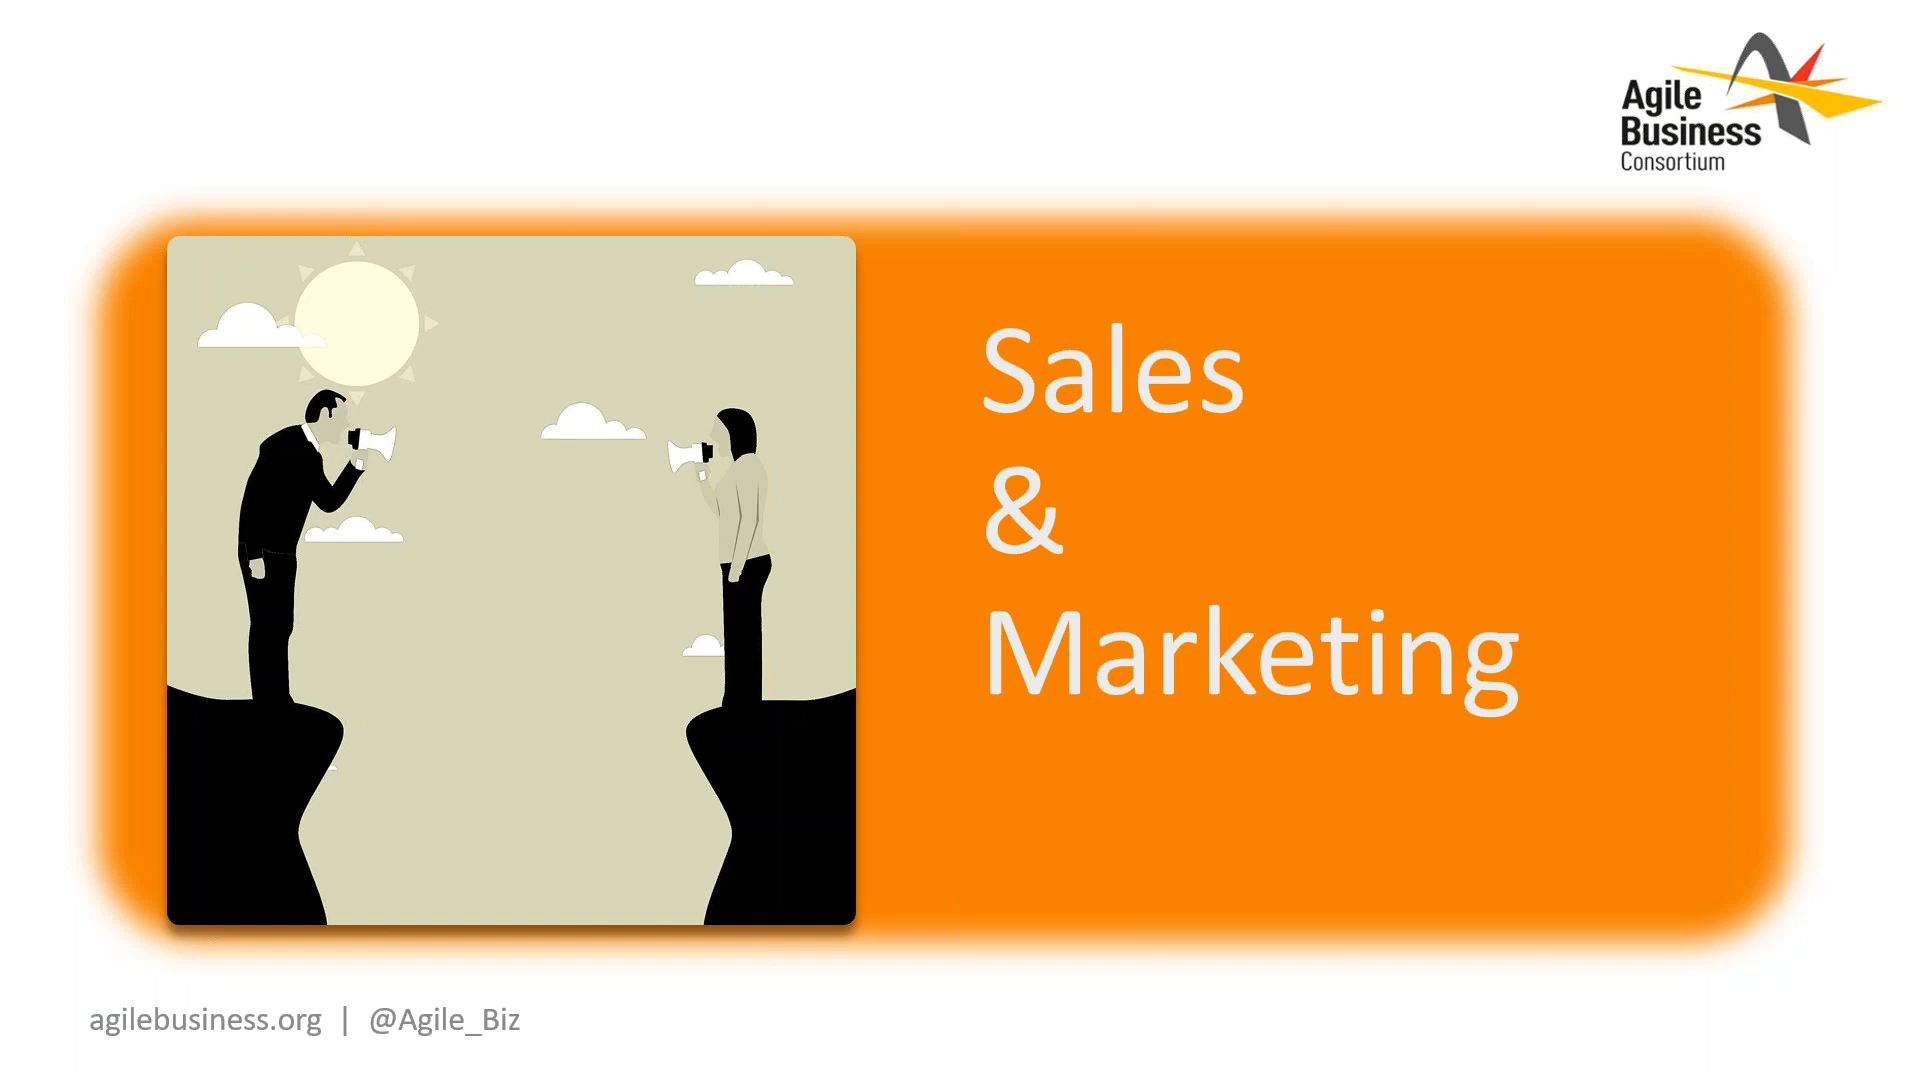 Agile
Business
Consortium
Sales
&
Marketing
agilebusiness.org | @Agile_Biz